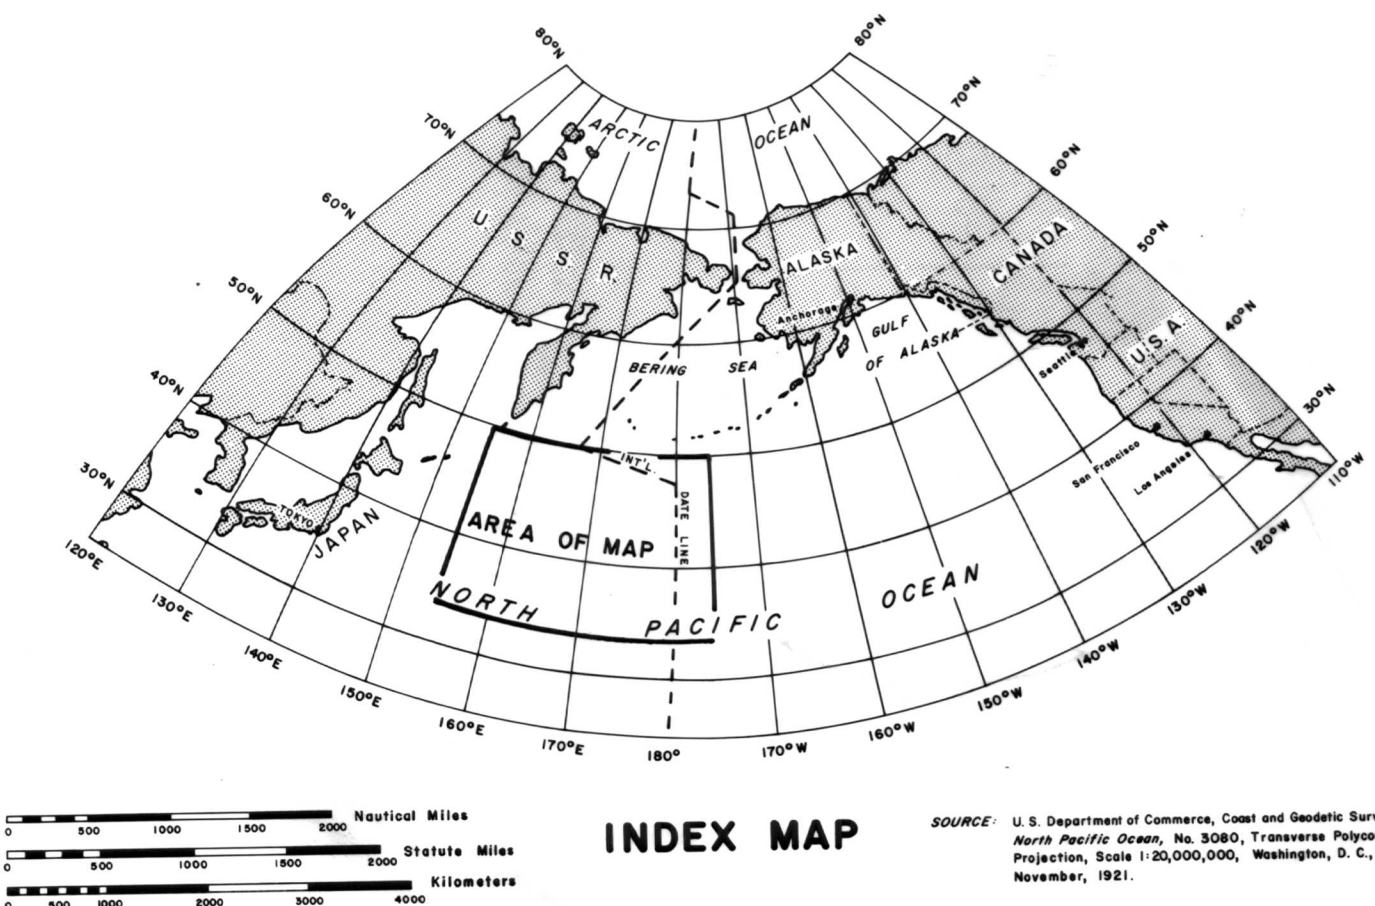 80°N
80°N
70°N
70°N
60°N
60°N
50°N
50°N
40°N
40°N
30°N
30°N
ARCTIC
OCEAN
U. S. S. R.
ALASKA
Anchorage
CANADA
GULF
OF ALASKA
BERING SEA
U.S.A.
Seattle
San Francisco
Los Angeles
TOKYO
JAPAN
INT'L.
DATE LINE
AREA OF MAP
NORTH
PACIFIC
OCEAN
120°E
130°E
140°E
150°E
160°E
170°E
180°
170°W
160°W
150°W
140°W
130°W
120°W
110°W
0 500 1000 1500 2000 Nautical Miles
0 500 1000 1500 2000 Statute Miles
0 500 1000 2000 3000 4000 Kilometers
INDEX MAP
SOURCE: U. S. Department of Commerce, Coast and Geodetic Surv
North Pacific Ocean, No. 3080, Transverse Polyco
Projection, Scale 1:20,000,000, Washington, D. C.,
November, 1921.